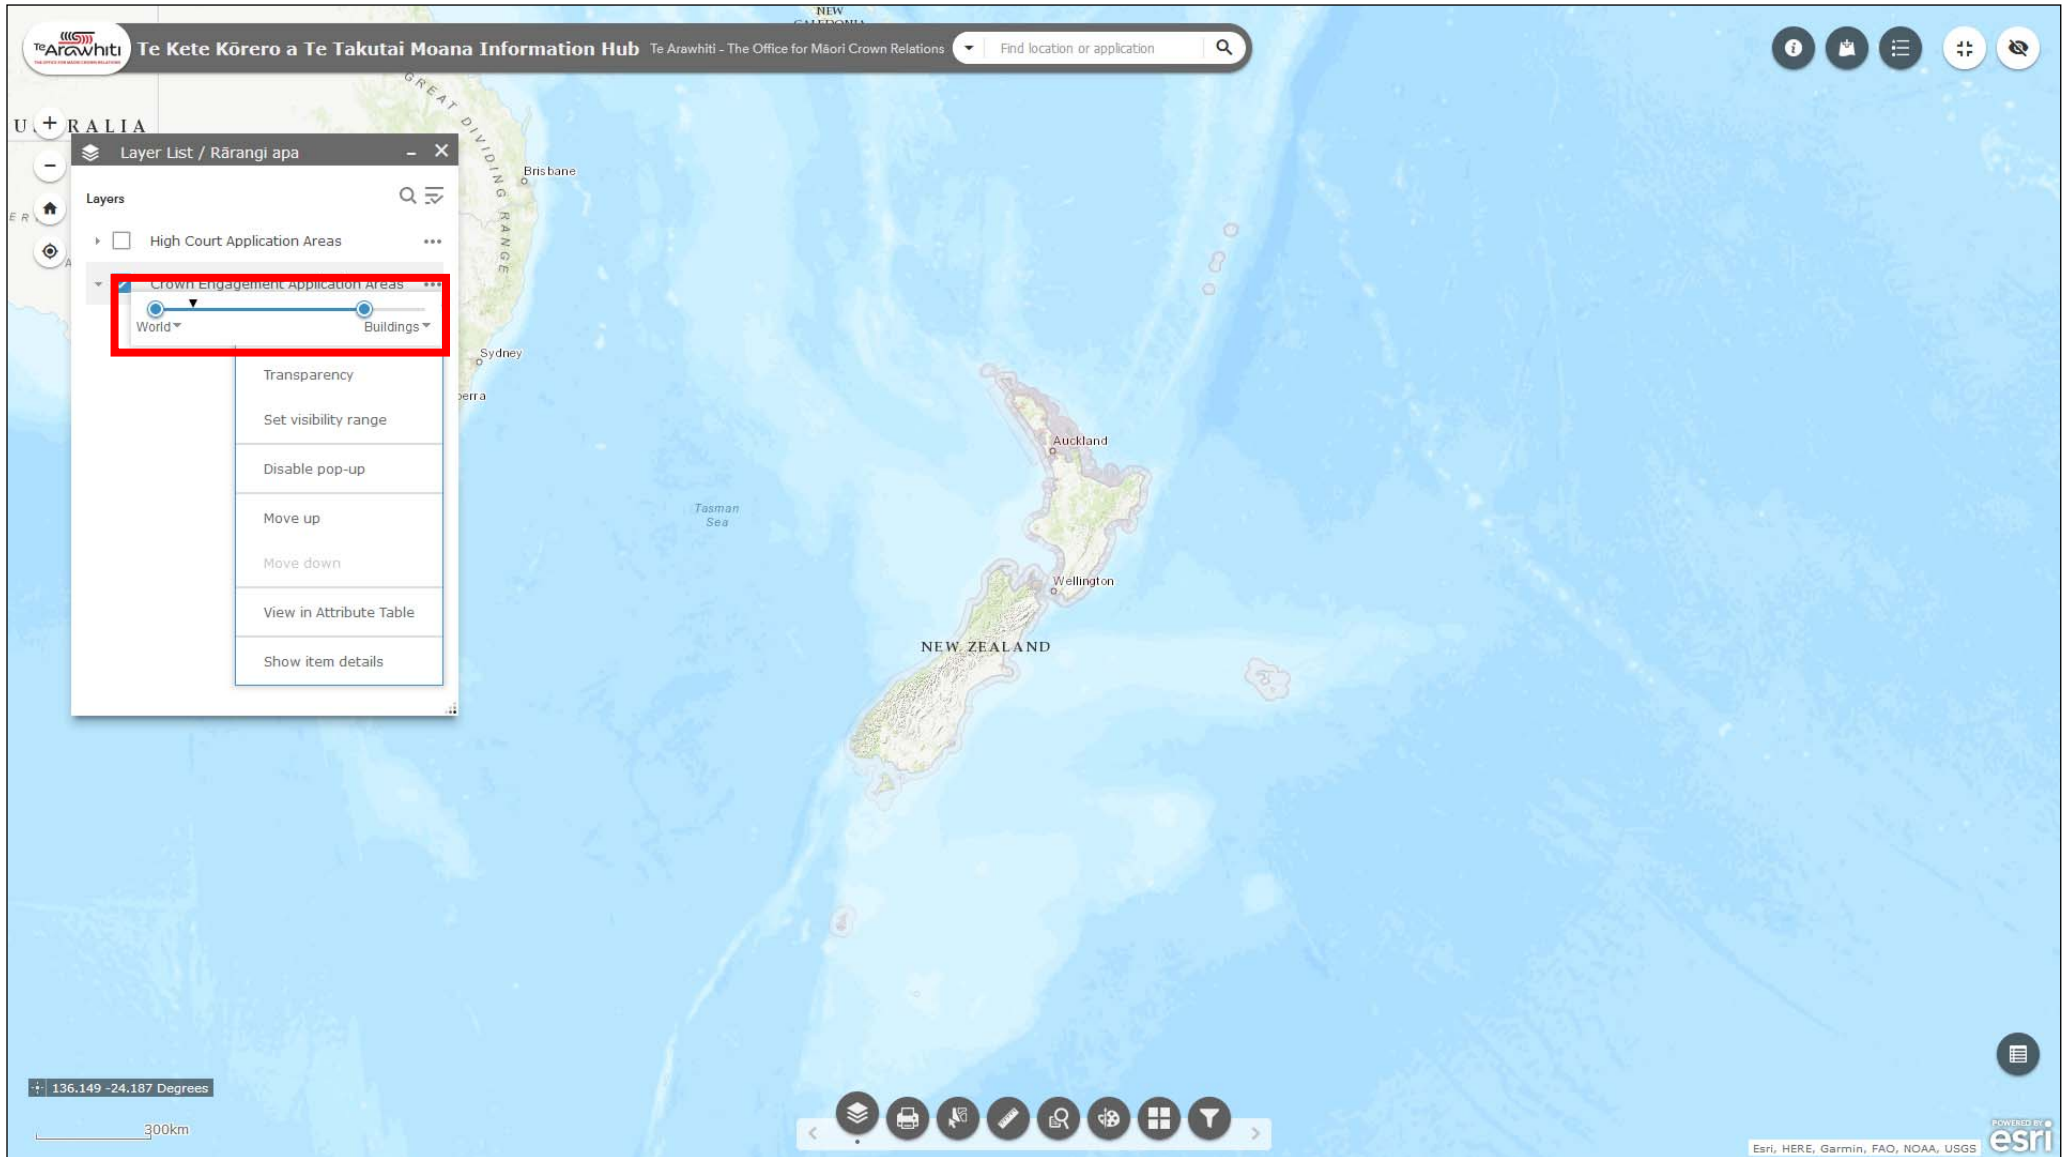 NEW
TeArawhiti
Te Kete Kōrero a Te Takutai Moana Information Hub
Te Arawhiti - The Office for Māori Crown Relations
Find location or application
GREAT DIVIDING RANGE
RALIA
Layer List / Rārangi apa
Brisbane
Layers
High Court Application Areas
Crown Engagement Application Areas
World
Buildings
Sydney
Transparency
Set visibility range
Auckland
Disable pop-up
Tasman
Sea
Move up
Move down
Wellington
View in Attribute Table
NEW ZEALAND
Show item details
136.149 -24.187 Degrees
300km
POWERED BY
esri
Esri, HERE, Garmin, FAO, NOAA, USGS